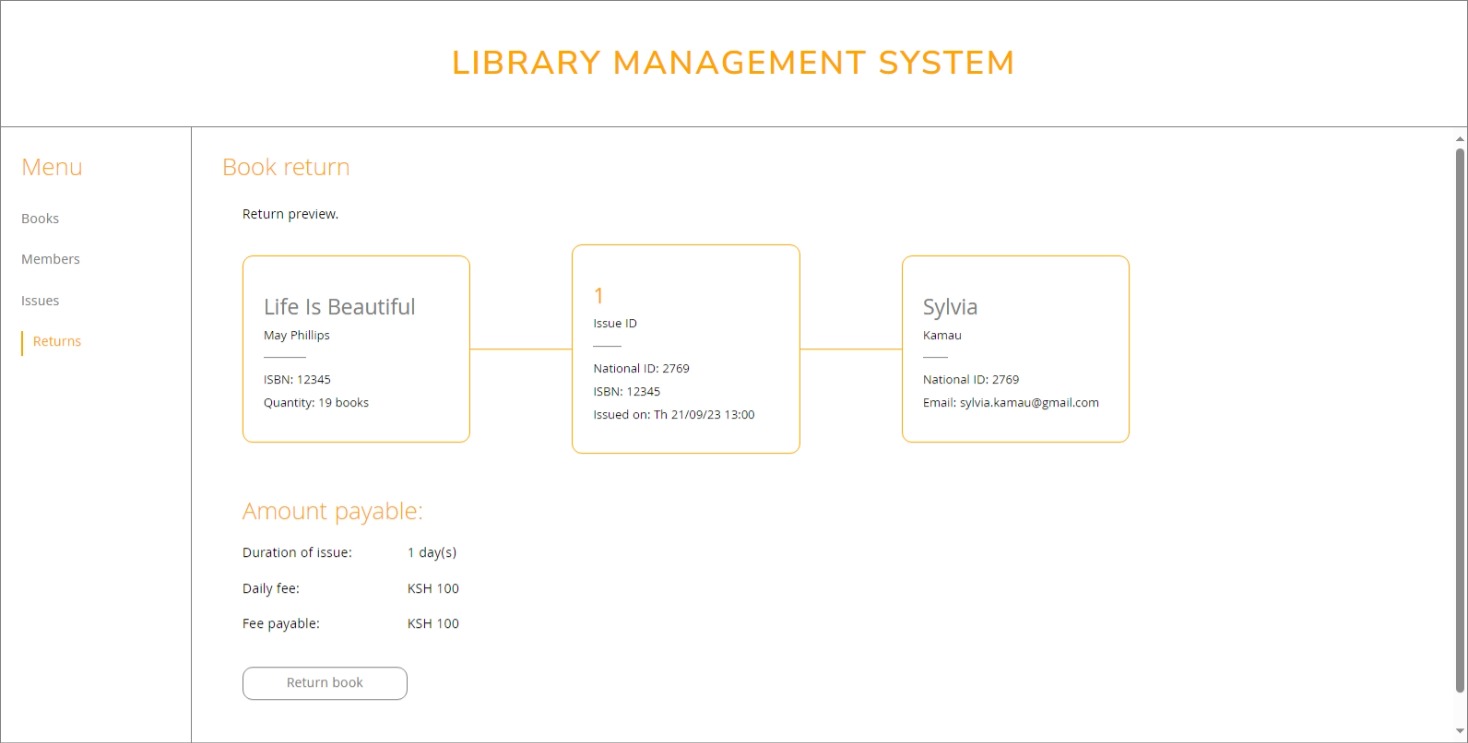 LIBRARY MANAGEMENT SYSTEM
Menu
Books
Members
Issues
Returns
Book return
Return preview.
Life Is Beautiful
May Phillips
ISBN: 12345
Quantity: 19 books
1
Issue ID
National ID: 2769
ISBN: 12345
Issued on: Th 21/09/23 13:00
Sylvia
Kamau
National ID: 2769
Email: sylvia.kamau@gmail.com
Amount payable:
Duration of issue: 1 day(s)
Daily fee: KSH 100
Fee payable: KSH 100
Return book